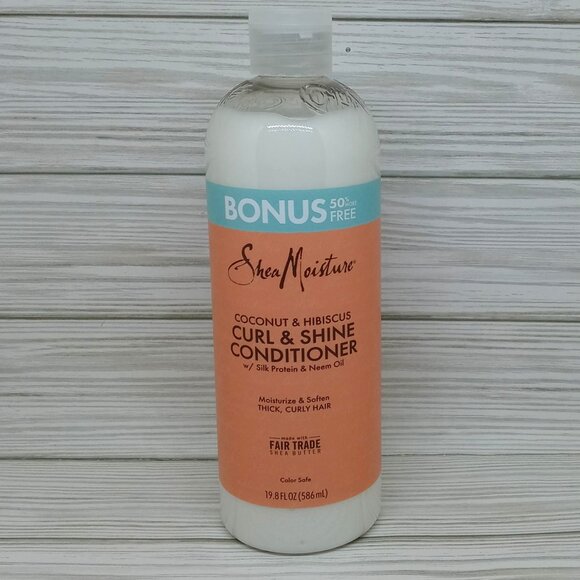 BONUS 50% MORE FREE
SheaMoisture®
COCONUT & HIBISCUS
CURL & SHINE
CONDITIONER
w/ Silk Protein & Neem Oil
Moisturize & Soften
THICK, CURLY HAIR
made with
FAIR TRADE
SHEA BUTTER
Color Safe
19.8 FL OZ (586 mL)